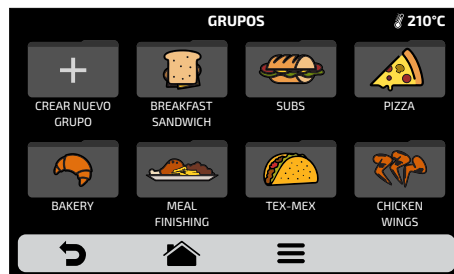 GRUPOS
210°C
CREAR NUEVO
GRUPO
BREAKFAST
SANDWICH
SUBS
PIZZA
BAKERY
MEAL
FINISHING
TEX-MEX
CHICKEN
WINGS